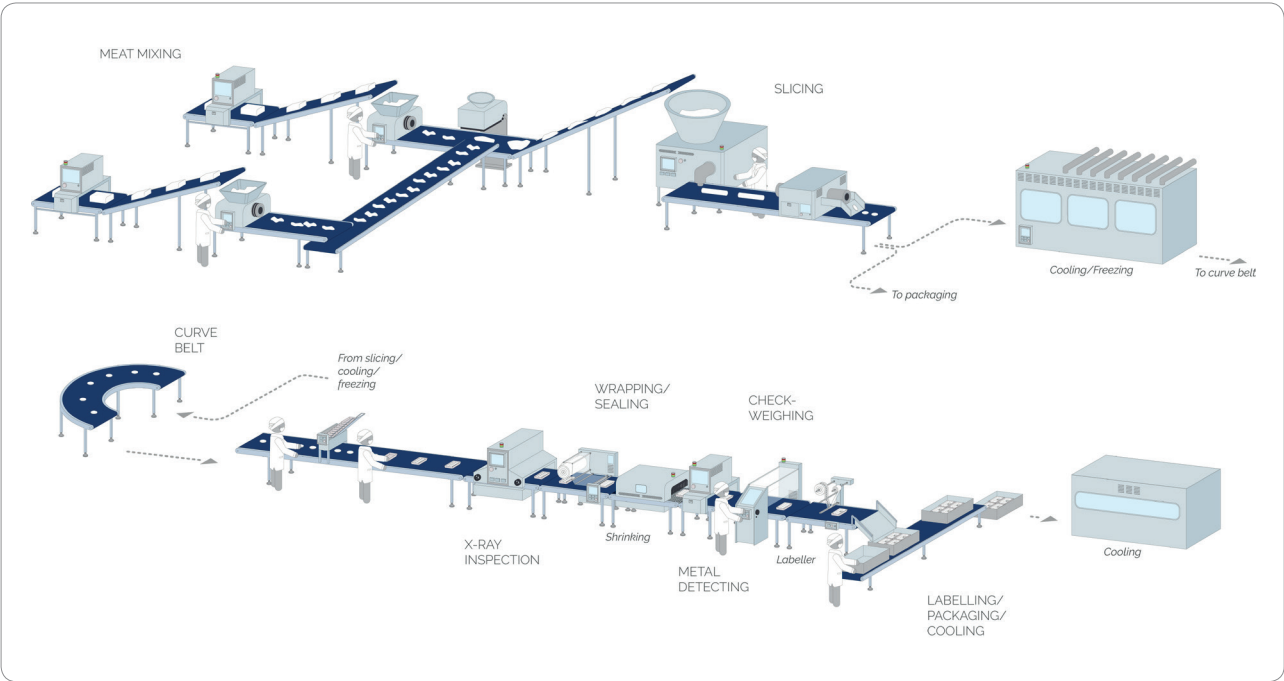 MEAT MIXING
SLICING
Cooling/Freezing
To curve belt
To packaging
CURVE
BELT
From slicing/
cooling/
freezing
WRAPPING/
SEALING
CHECK-
WEIGHING
X-RAY
INSPECTION
Shrinking
METAL
DETECTING
Labeller
Cooling
LABELLING/
PACKAGING/
COOLING